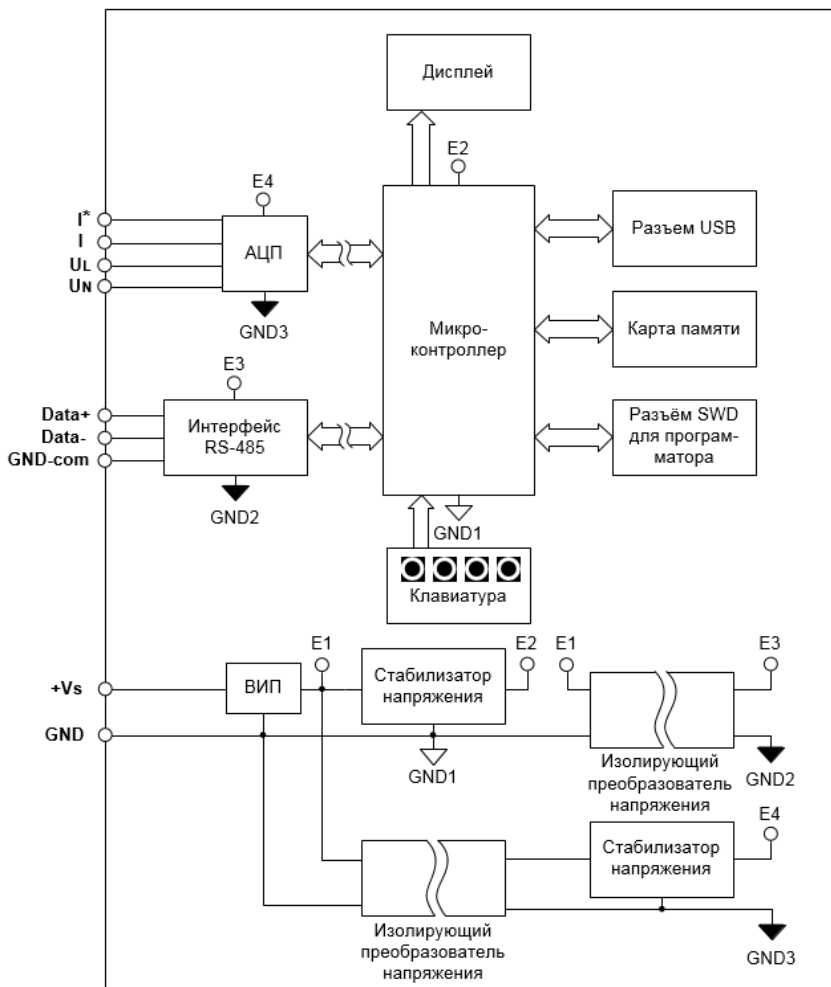 Дисплей
E2
E4
I*
I
UL
UN
АЦП
GND3
Микро-
контроллер
Разъем USB
Карта памяти
E3
Data+
Data-
GND-com
Интерфейс
RS-485
GND2
Разъём SWD
для програм-
матора
GND1
Клавиатура
E1
E2
E1
E3
+Vs
ВИП
Стабилизатор
напряжения
GND
GND1
Изолирующий
преобразователь
напряжения
GND2
E4
Стабилизатор
напряжения
Изолирующий
преобразователь
напряжения
GND3